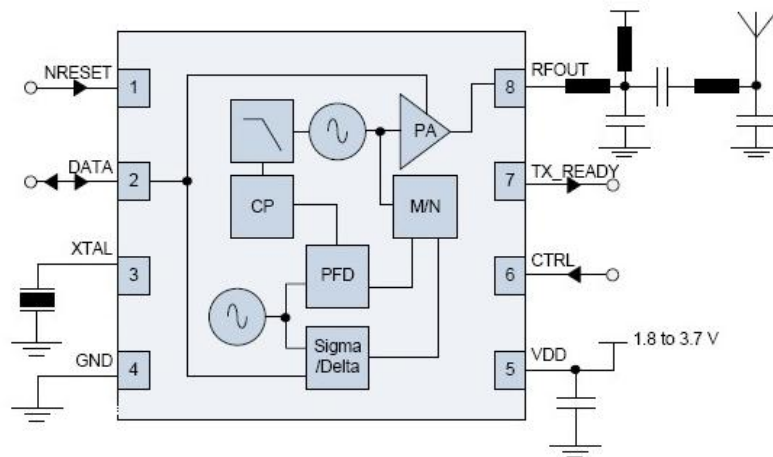 NRESET
1
RFOUT
8
PA
DATA
2
TX_READY
7
CP
M/N
XTAL
3
PFD
CTRL
6
Sigma
/Delta
1.8 to 3.7 V
GND
4
VDD
5